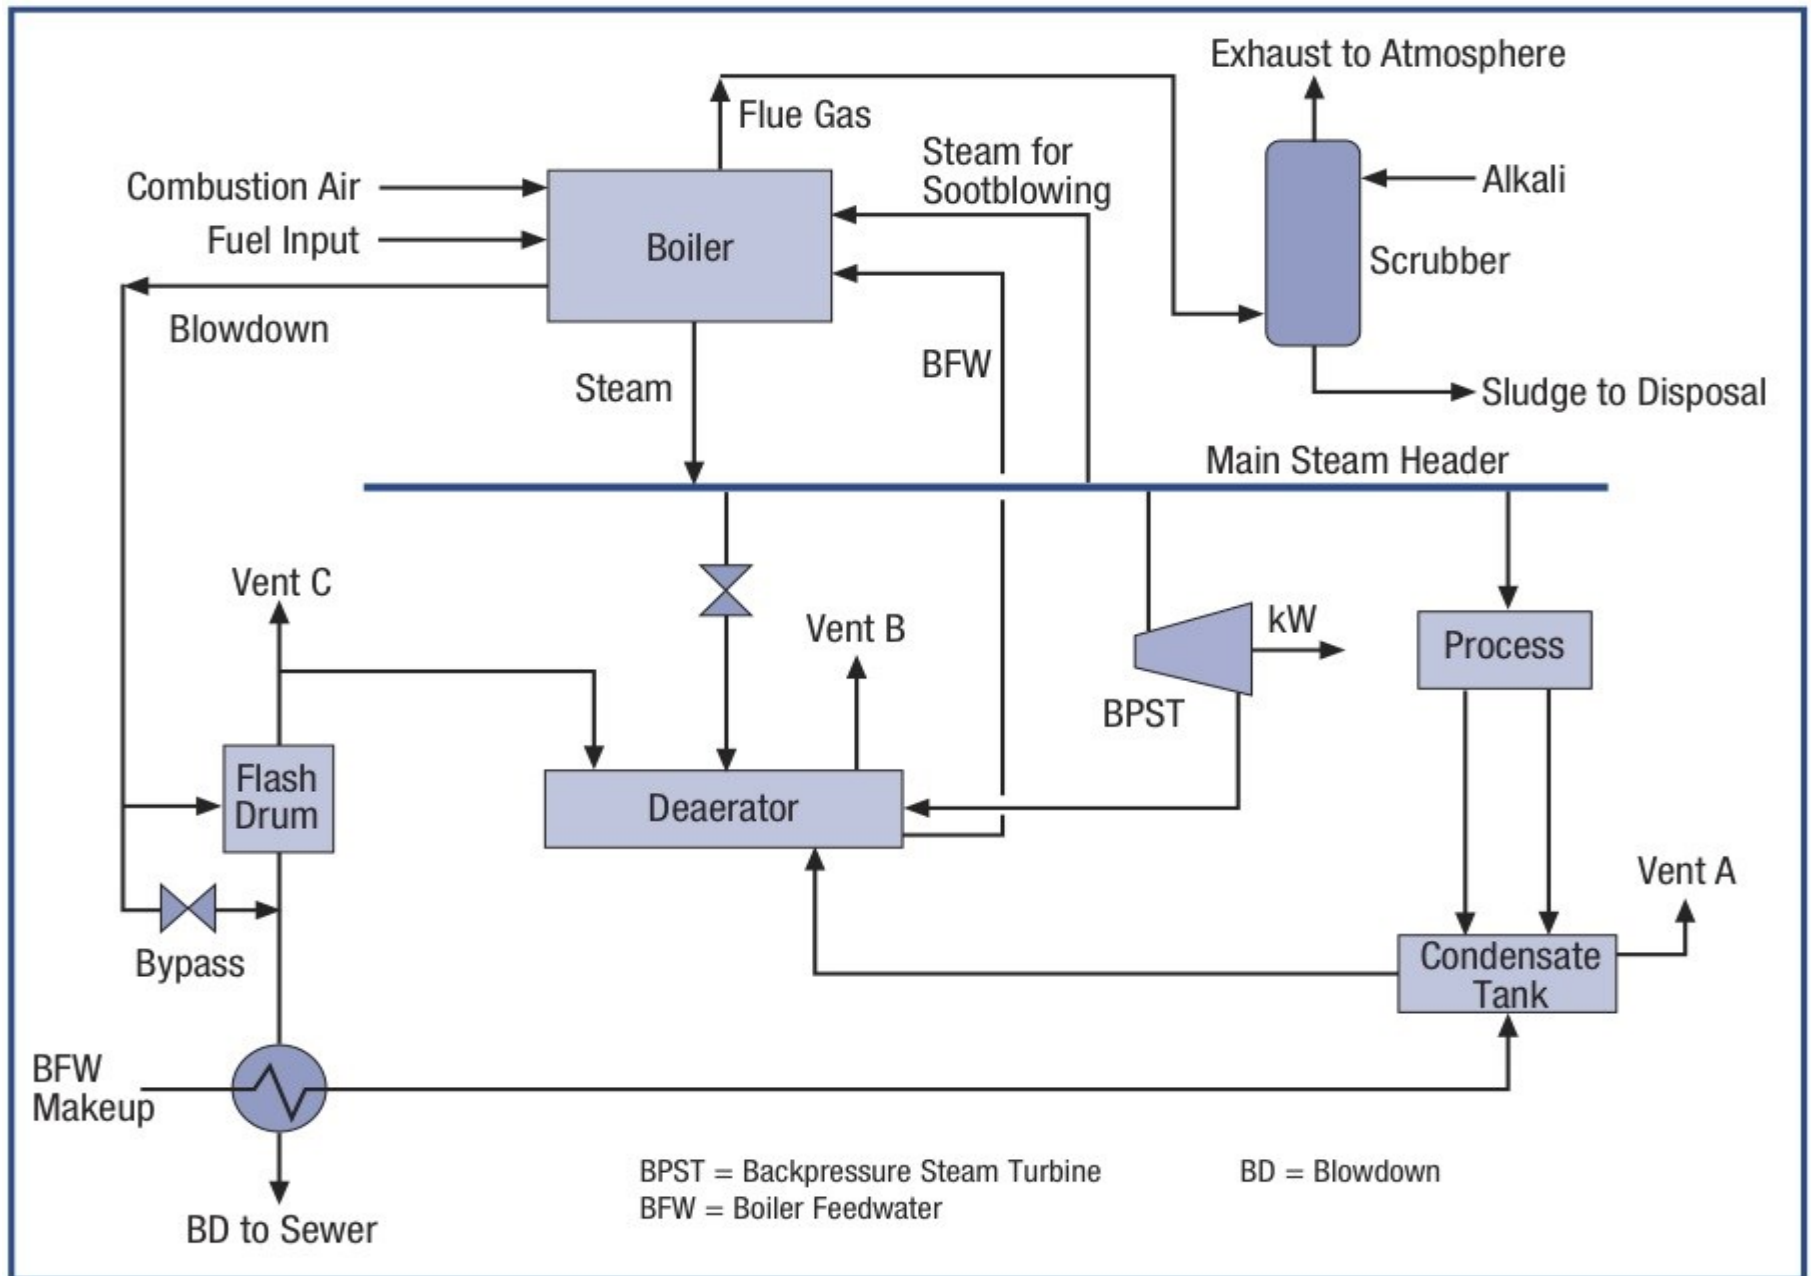 Exhaust to Atmosphere
Flue Gas
Steam for
Sootblowing
Combustion Air
Alkali
Fuel Input
Boiler
Scrubber
Blowdown
BFW
Steam
Sludge to Disposal
Main Steam Header
Vent C
Vent B
kW
Process
BPST
Flash
Drum
Deaerator
Vent A
Bypass
Condensate
Tank
BFW
Makeup
BPST = Backpressure Steam Turbine
BD = Blowdown
BFW = Boiler Feedwater
BD to Sewer